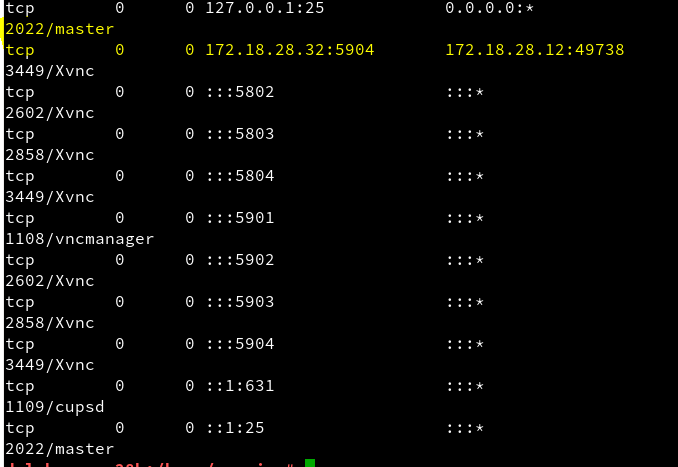 tcp 0 0 127.0.0.1:25 0.0.0.0:*
2022/master
tcp 0 0 172.18.28.32:5904 172.18.28.12:49738
3449/Xvnc
tcp 0 0 :::5802 :::*
2602/Xvnc
tcp 0 0 :::5803 :::*
2858/Xvnc
tcp 0 0 :::5804 :::*
3449/Xvnc
tcp 0 0 :::5901 :::*
1108/vncmanager
tcp 0 0 :::5902 :::*
2602/Xvnc
tcp 0 0 :::5903 :::*
2858/Xvnc
tcp 0 0 :::5904 :::*
3449/Xvnc
tcp 0 0 ::1:631 :::*
1109/cupsd
tcp 0 0 ::1:25 :::*
2022/master